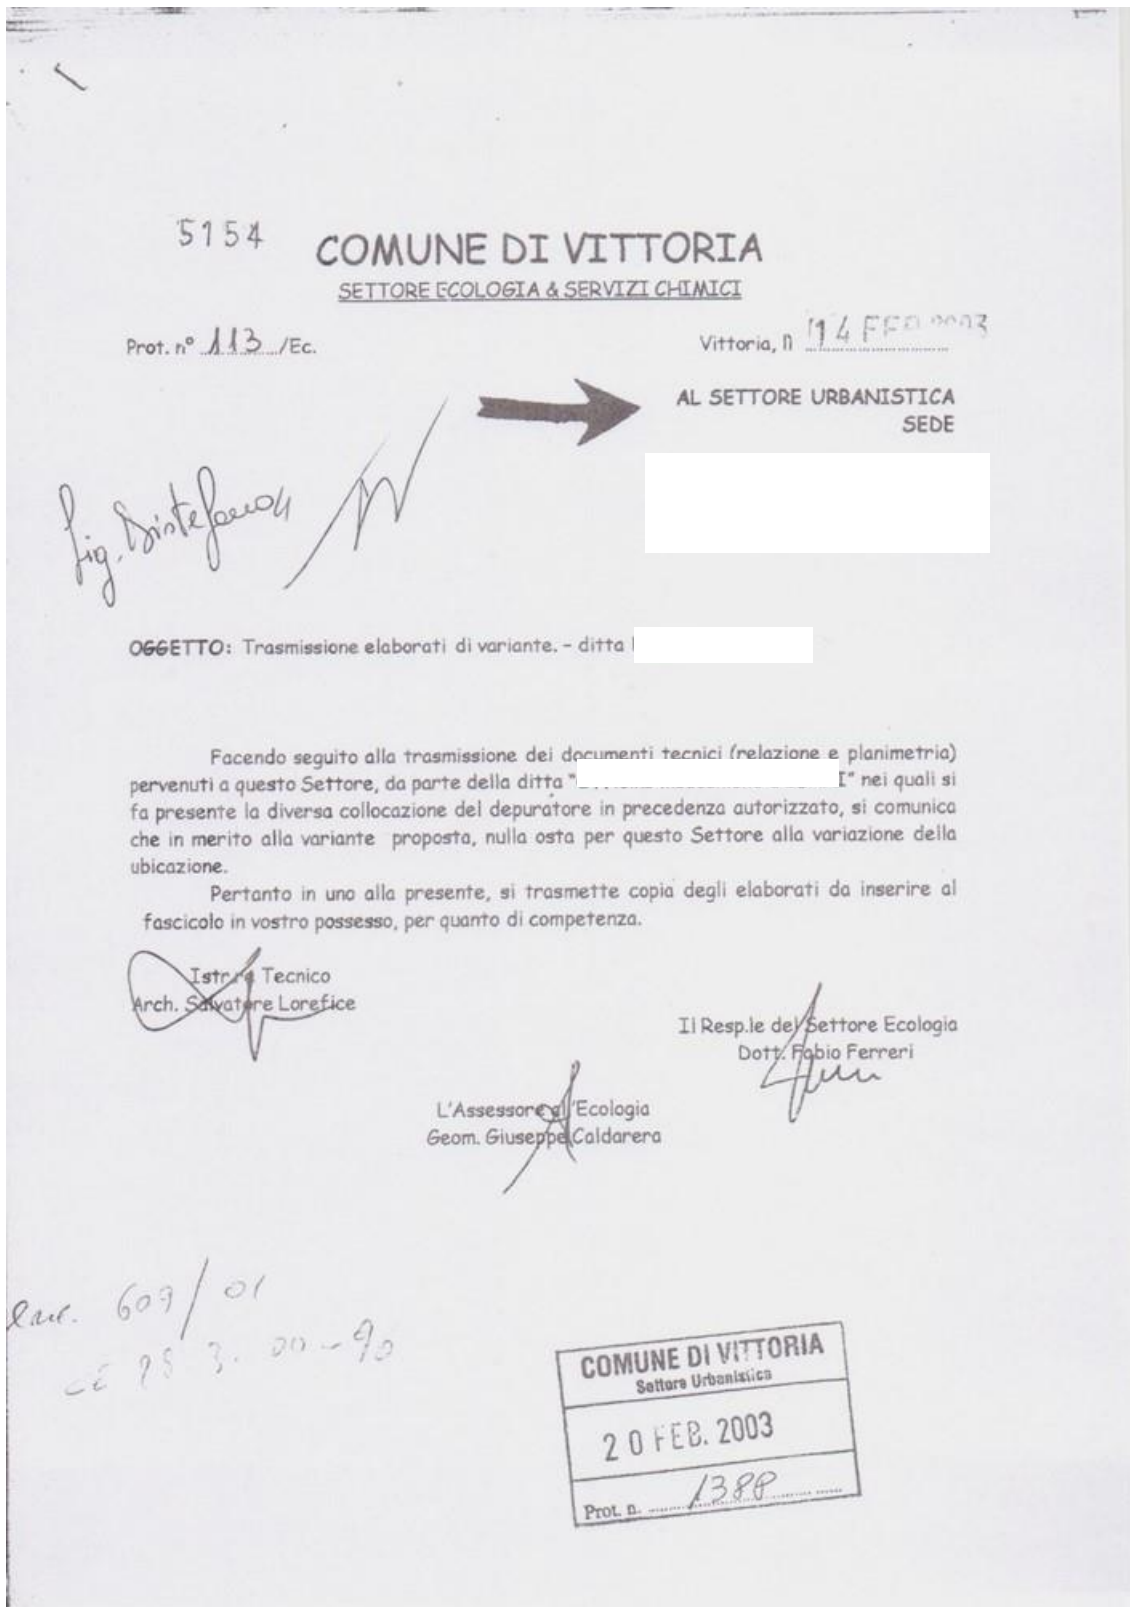 5154
COMUNE DI VITTORIA
SETTORE ECOLOGIA & SERVIZI CHIMICI
Prot. n° 113 /Ec.
Vittoria, lì 14 FEB 2003
AL SETTORE URBANISTICA
SEDE
Sig. Distefano
OGGETTO: Trasmissione elaborati di variante. - ditta
Facendo seguito alla trasmissione dei documenti tecnici (relazione e planimetria)
pervenuti a questo Settore, da parte della ditta "I" nei quali si
fa presente la diversa collocazione del depuratore in precedenza autorizzato, si comunica
che in merito alla variante proposta, nulla osta per questo Settore alla variazione della
ubicazione.
Pertanto in uno alla presente, si trasmette copia degli elaborati da inserire al
fascicolo in vostro possesso, per quanto di competenza.
Istr.re Tecnico
Arch. Salvatore Lorefice
Il Resp.le del Settore Ecologia
Dott. Fabio Ferreri
L'Assessore all'Ecologia
Geom. Giuseppe Caldarera
609/01
COMUNE DI VITTORIA
Settore Urbanistica
20 FEB. 2003
Prot. n. 1388